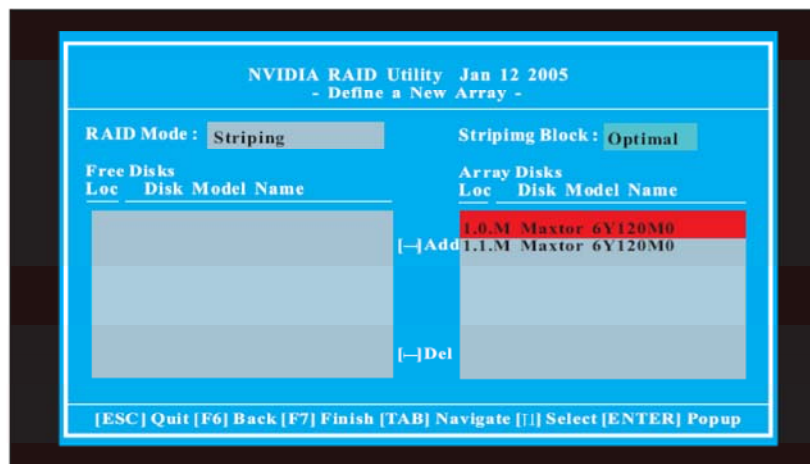 NVIDIA RAID Utility Jan 12 2005
- Define a New Array -
RAID Mode : Striping
Stripimg Block : Optimal
Free Disks
Loc Disk Model Name
Array Disks
Loc Disk Model Name
[—]Add
1.0.M Maxtor 6Y120M0
1.1.M Maxtor 6Y120M0
[—]Del
[ESC] Quit [F6] Back [F7] Finish [TAB] Navigate [↑↓] Select [ENTER] Popup